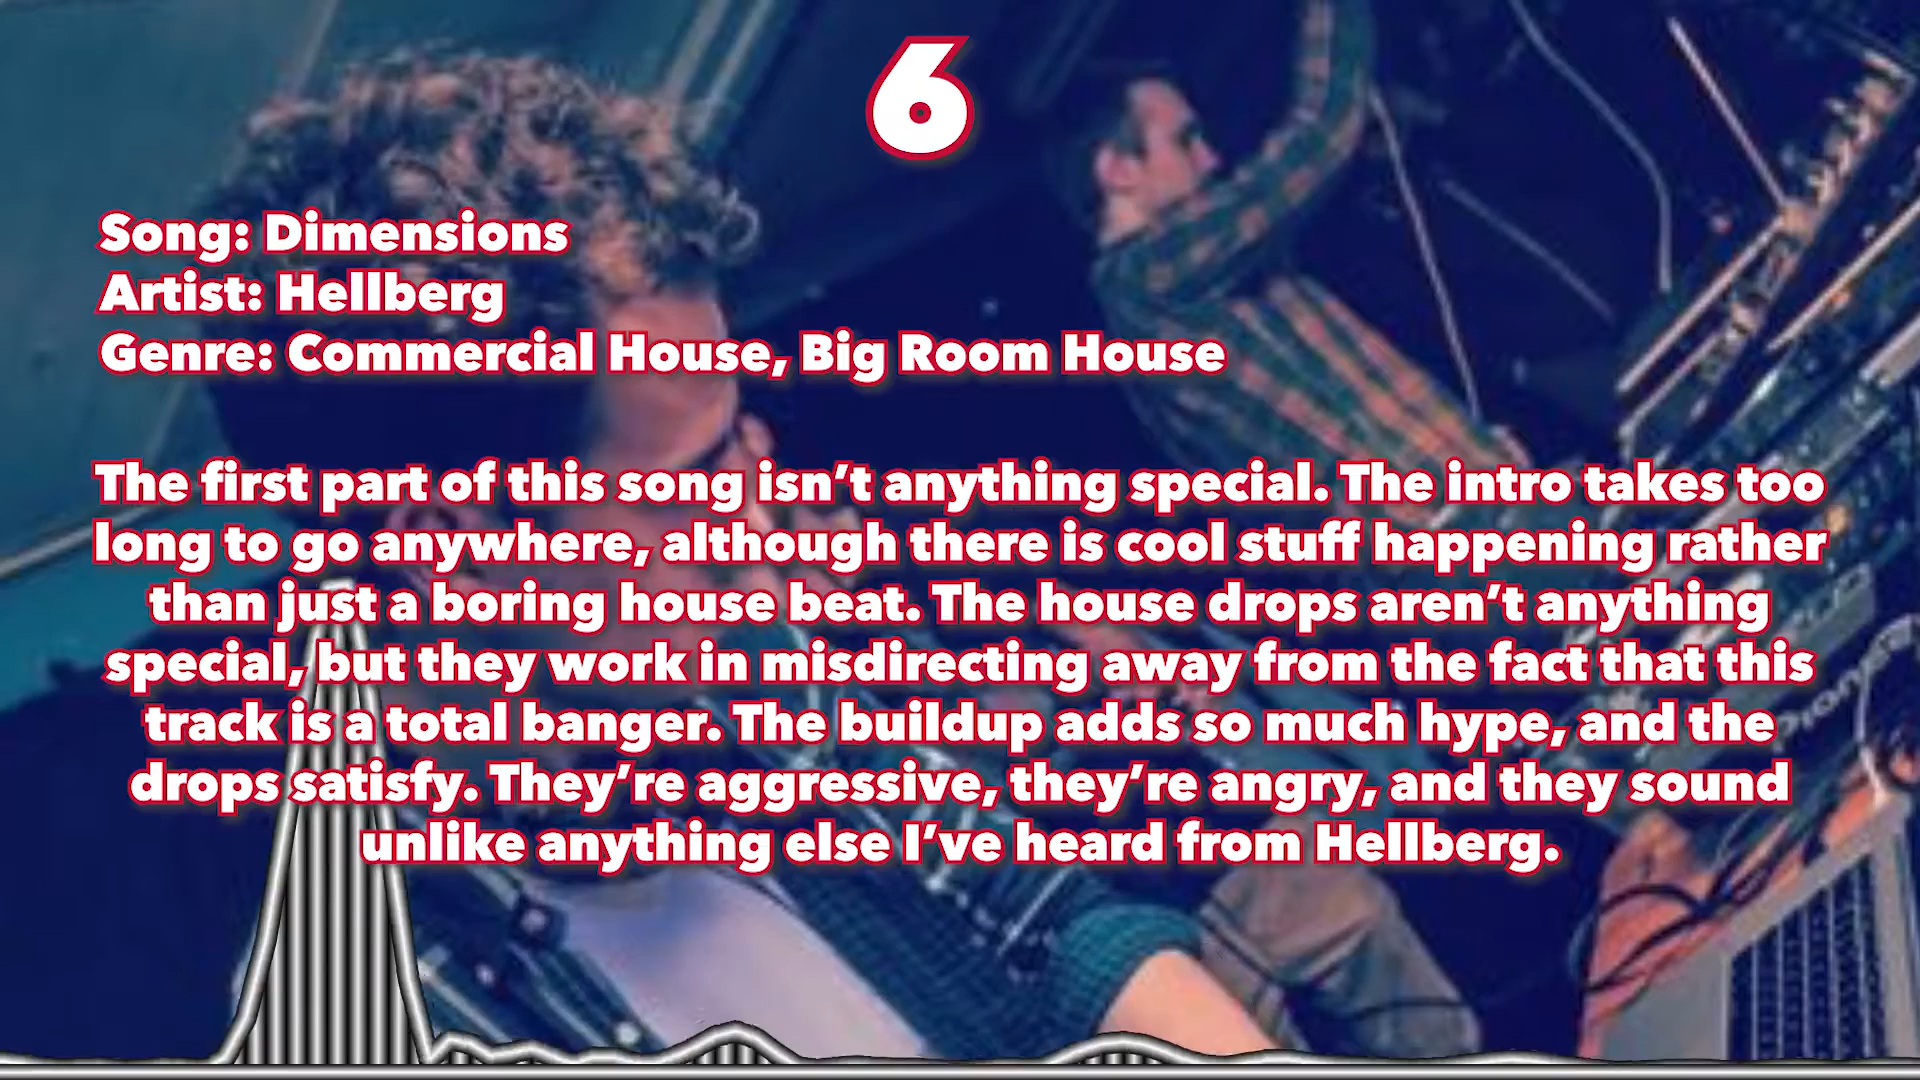 6
Song: Dimensions
Artist: Hellberg
Genre: Commercial House, Big Room House
The first part of this song isn’t anything special. The intro takes too
long to go anywhere, although there is cool stuff happening rather
than just a boring house beat. The house drops aren’t anything
special, but they work in misdirecting away from the fact that this
track is a total banger. The buildup adds so much hype, and the
drops satisfy. They’re aggressive, they’re angry, and they sound
unlike anything else I’ve heard from Hellberg.